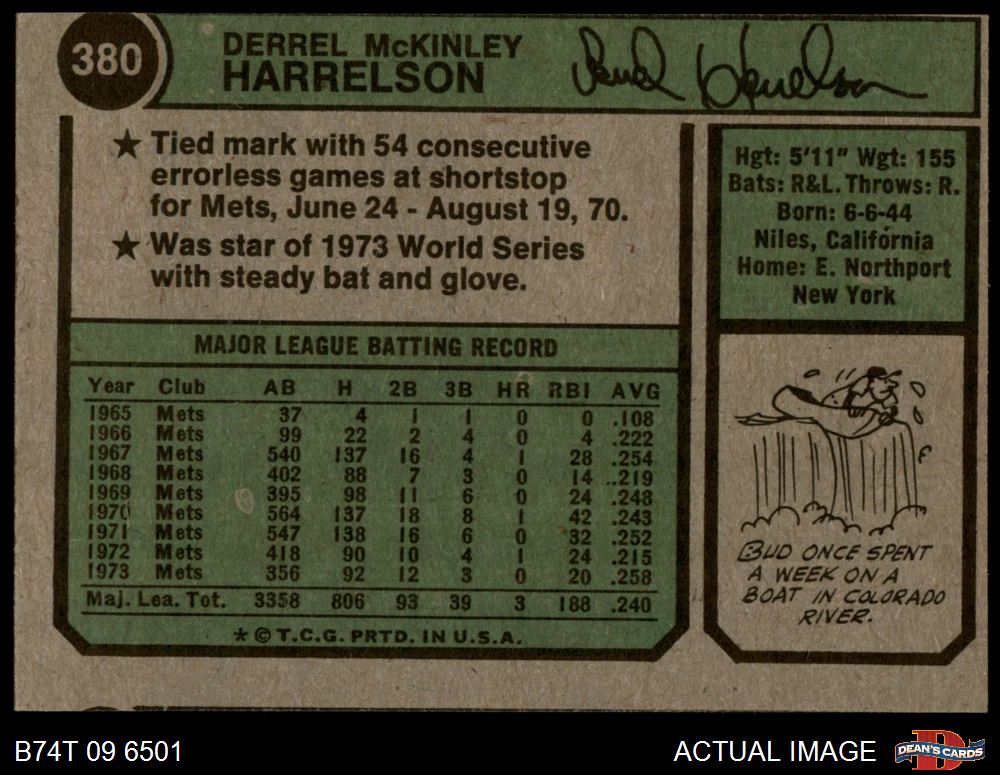 380
DERREL McKINLEY
HARRELSON
Derrel Harrelson
★ Tied mark with 54 consecutive
errorless games at shortstop
for Mets, June 24 - August 19, 70.
★ Was star of 1973 World Series
with steady bat and glove.
Hgt: 5'11" Wgt: 155
Bats: R&L. Throws: R.
Born: 6-6-44
Niles, California
Home: E. Northport
New York
MAJOR LEAGUE BATTING RECORD
Year Club AB H 2B 3B HR RBI AVG
1965 Mets 37 4 1 1 0 0 .108
1966 Mets 99 22 2 4 0 4 .222
1967 Mets 540 137 16 4 1 28 .254
1968 Mets 402 88 7 3 0 14 .219
1969 Mets 395 98 11 6 0 24 .248
1970 Mets 564 137 18 8 1 42 .243
1971 Mets 547 138 16 6 0 32 .252
1972 Mets 418 90 10 4 1 24 .215
1973 Mets 356 92 12 3 0 20 .258
Maj. Lea. Tot. 3358 806 93 39 3 188 .240
* © T.C.G. PRTD. IN U.S.A.
BUD ONCE SPENT
A WEEK ON A
BOAT IN COLORADO
RIVER.
B74T 09 6501
ACTUAL IMAGE
DEAN'S CARDS